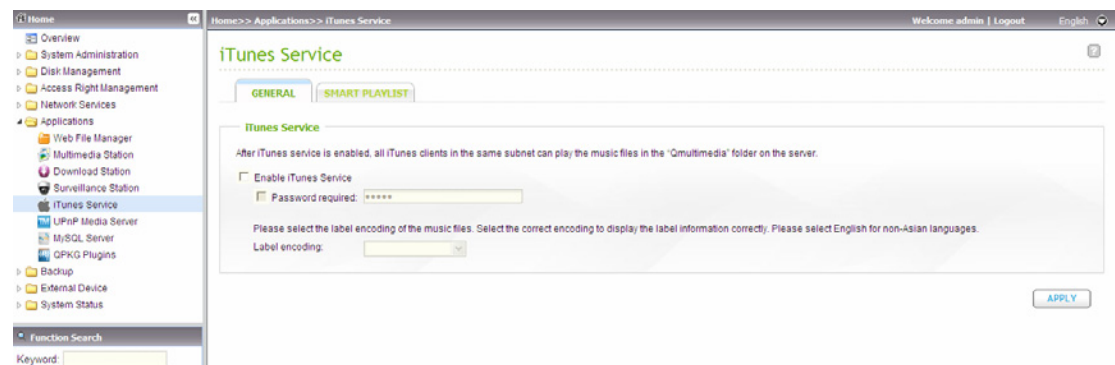 Home
Overview
System Administration
Disk Management
Access Right Management
Network Services
Applications
Web File Manager
Multimedia Station
Download Station
Surveillance Station
iTunes Service
UPnP Media Server
MySQL Server
QPKG Plugins
Backup
External Device
System Status
Function Search
Keyword:
Home>> Applications>> iTunes Service
Welcome admin | Logout
English
iTunes Service
GENERAL
SMART PLAYLIST
iTunes Service
After iTunes service is enabled, all iTunes clients in the same subnet can play the music files in the "Qmultimedia" folder on the server.
Enable iTunes Service
Password required: *****
Please select the label encoding of the music files. Select the correct encoding to display the label information correctly. Please select English for non-Asian languages.
Label encoding:
APPLY